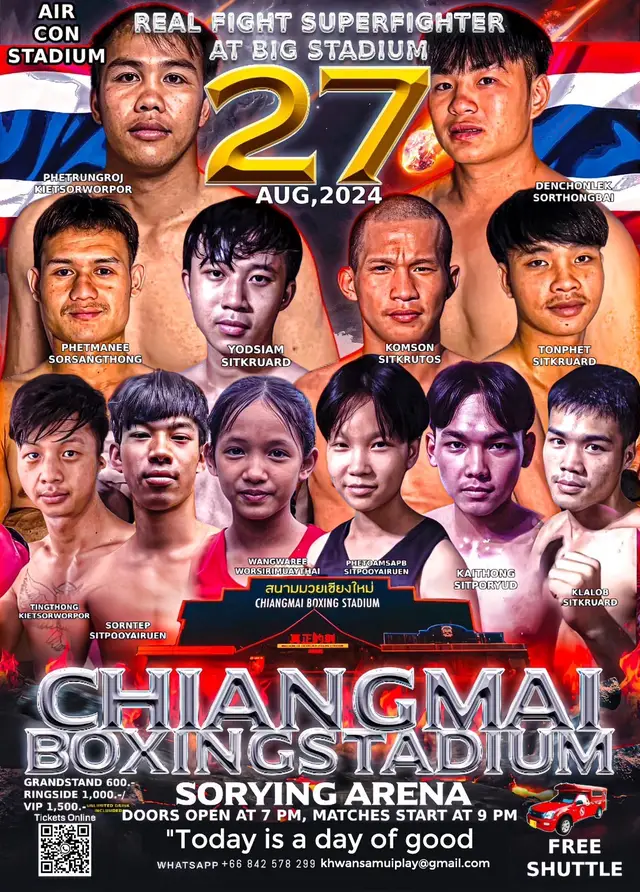 AIR
CON
STADIUM
REAL FIGHT SUPERFIGHTER
AT BIG STADIUM
27
AUG,2024
PHETRUNGROJ
KIETSORWORPOR
DENCHONLEK
SORTHONGBAI
PHETMANEE
SORSANGTHONG
YODSIAM
SITKRUARD
KOMSON
SITKRUTOS
TONPHET
SITKRUARD
TINGTHONG
KIETSORWORPOR
SORNTEP
SITPOOYAIRUEN
WANGWAREE
WORSIRIMUAYTHAI
PHETOAMSAPB
SITPOOYAIRUEN
KAITHONG
SITPORYUD
KLALOB
SITKRUARD
สนามมวยเชียงใหม่
CHIANGMAI BOXING STADIUM
CHIANGMAI
BOXINGSTADIUM
GRANDSTAND 600.-
RINGSIDE 1,000.-/
VIP 1,500.-
SORYING ARENA
DOORS OPEN AT 7 PM, MATCHES START AT 9 PM
Tickets Online
"Today is a day of good
WHATSAPP +66 842 578 299 khwansamuiplay@gmail.com
FREE
SHUTTLE